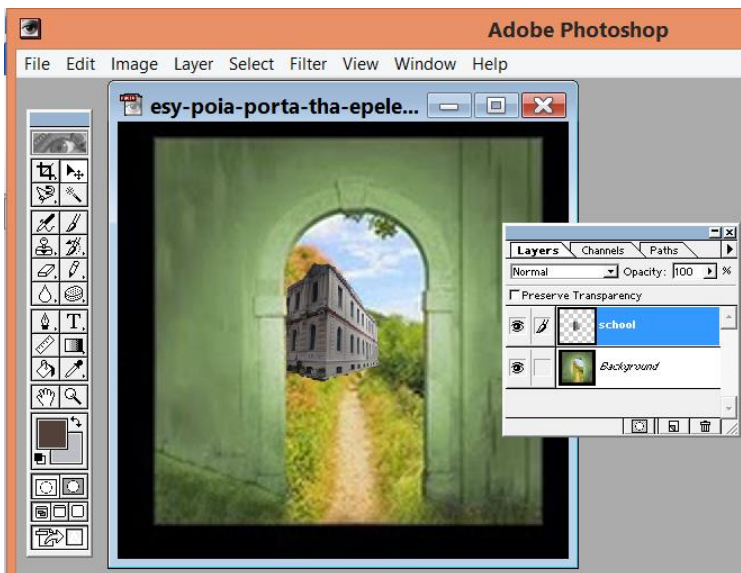 Adobe Photoshop
File Edit Image Layer Select Filter View Window Help
esy-poia-porta-tha-epele...
Layers Channels Paths
Normal Opacity: 100 %
Preserve Transparency
school
Background
T